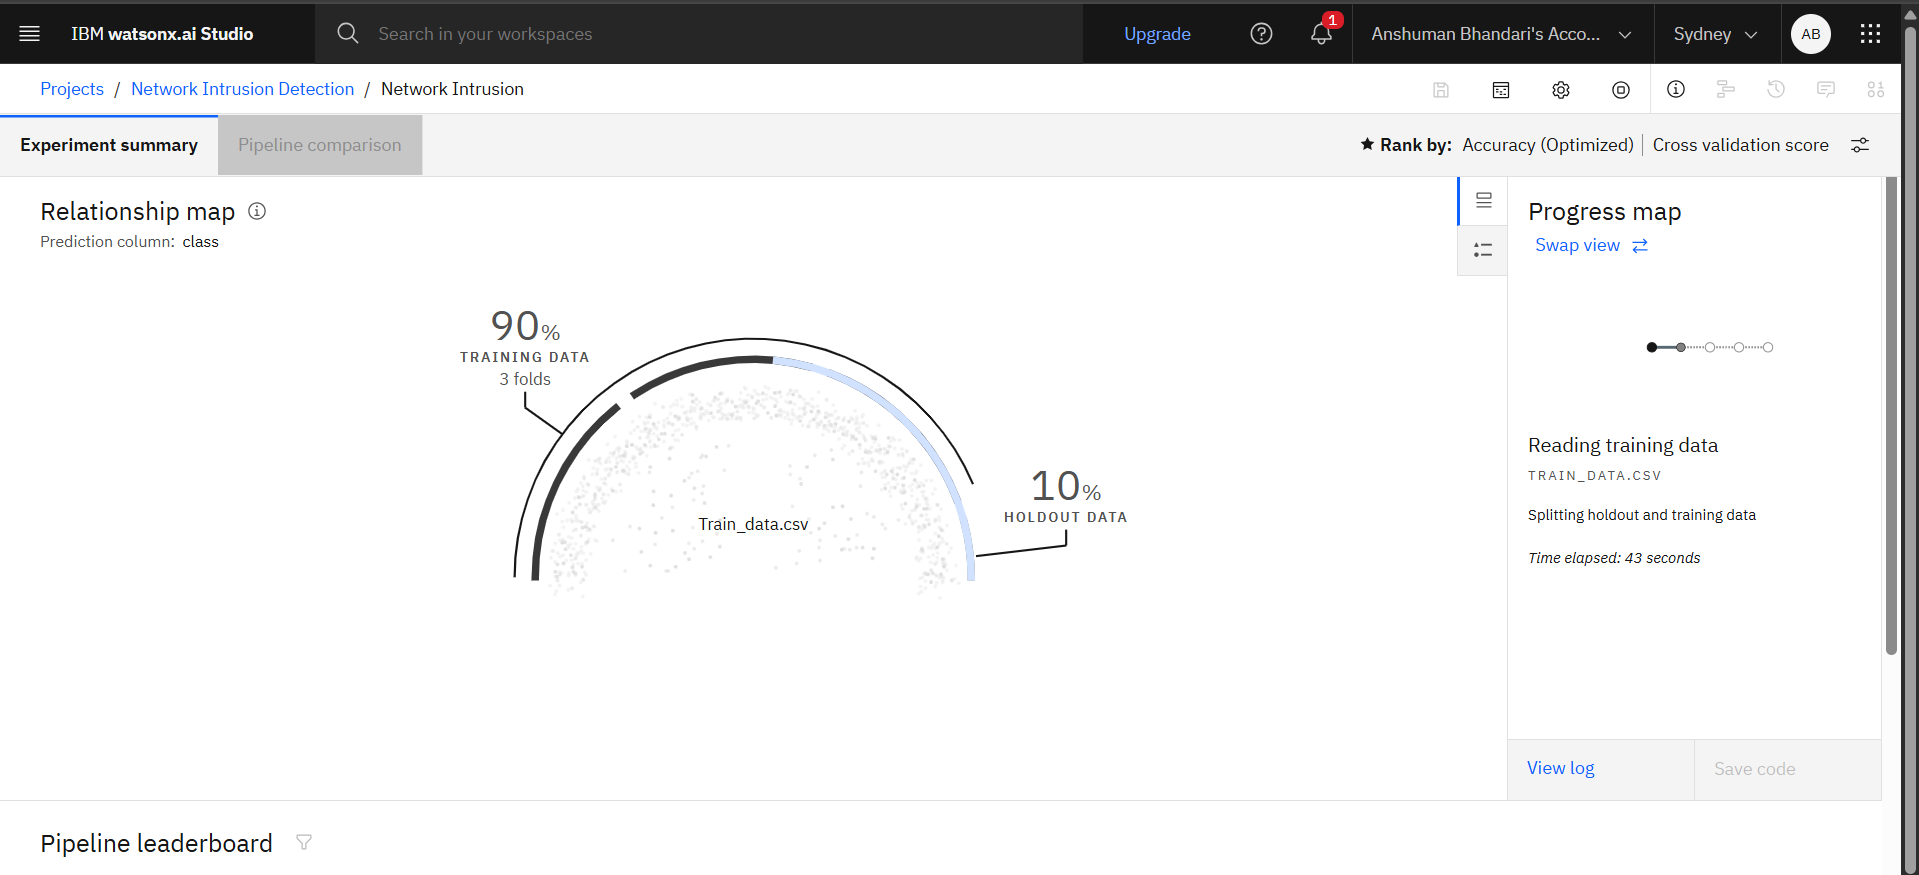 IBM watsonx.ai Studio
Search in your workspaces
Upgrade
1
Anshuman Bhandari's Acco...
Sydney
AB
Projects / Network Intrusion Detection / Network Intrusion
Experiment summary
Pipeline comparison
Rank by: Accuracy (Optimized) | Cross validation score
Relationship map
Prediction column: class
90%
TRAINING DATA
3 folds
10%
HOLDOUT DATA
Train_data.csv
Progress map
Swap view
Reading training data
TRAIN_DATA.CSV
Splitting holdout and training data
Time elapsed: 43 seconds
View log
Save code
Pipeline leaderboard